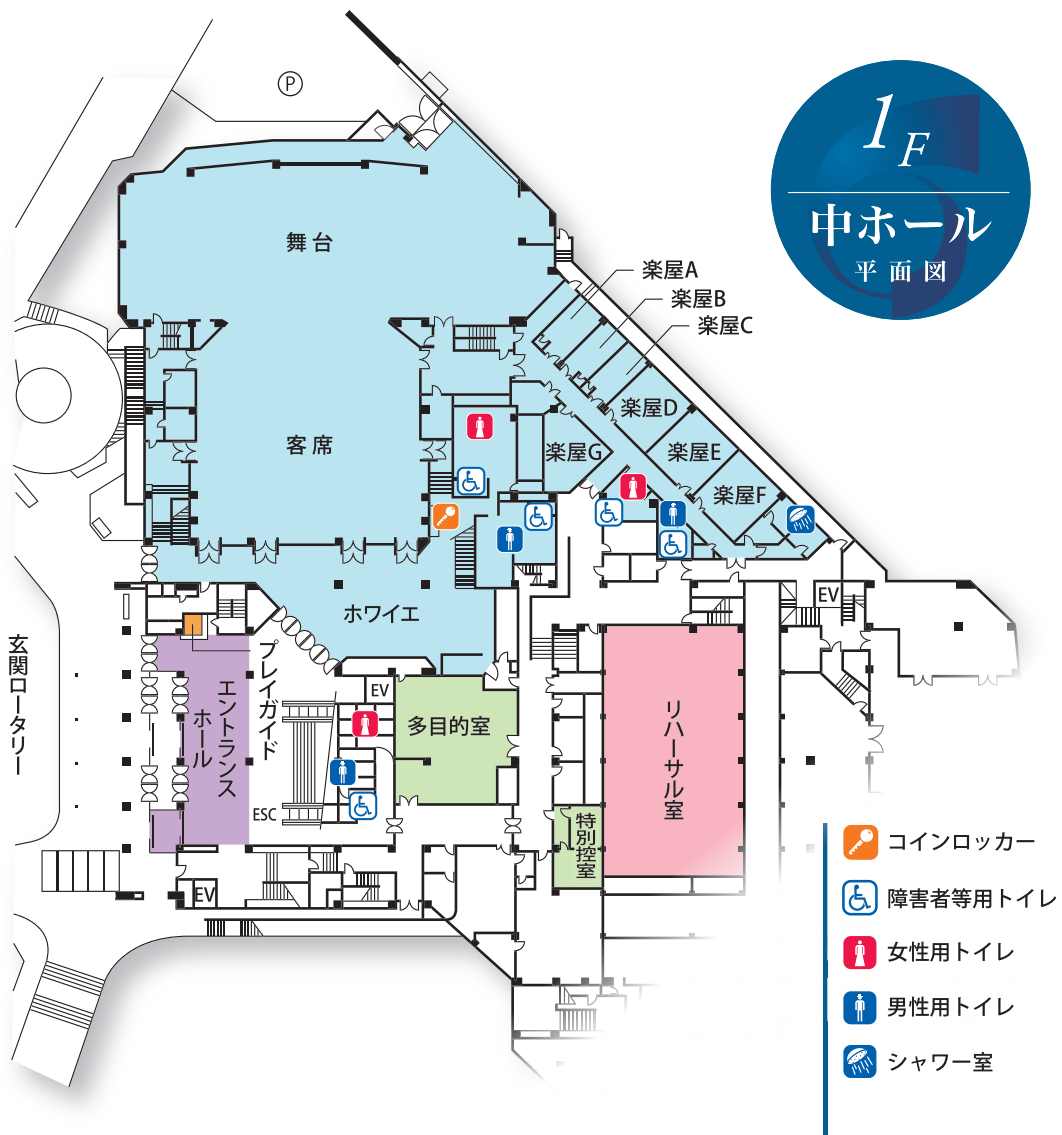 P
1F
中ホール
平面図
舞台
楽屋A
楽屋B
楽屋C
楽屋D
楽屋E
楽屋F
楽屋G
客席
ホワイエ
EV
玄関ロータリー
エントランス
ホール
プレイガイド
EV
ESC
EV
多目的室
リハーサル室
特別控室
コインロッカー
障害者等用トイレ
女性用トイレ
男性用トイレ
シャワー室